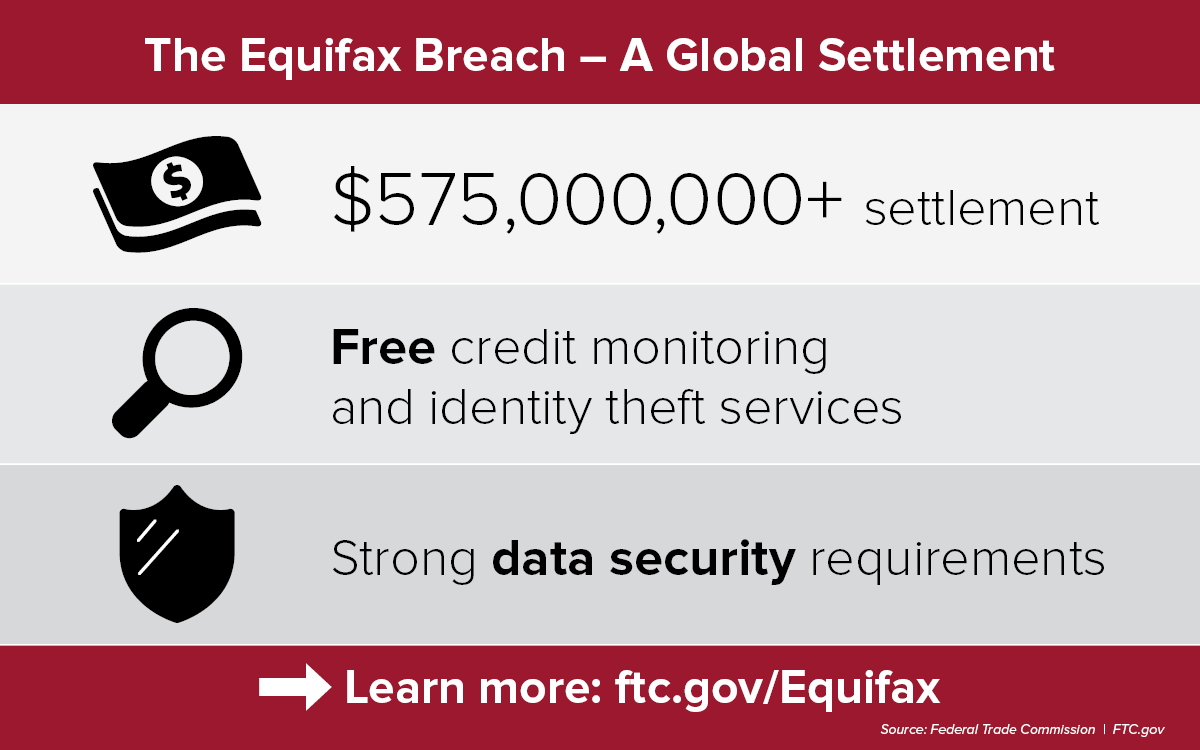 The Equifax Breach – A Global Settlement
$
$575,000,000+ settlement
Free credit monitoring
and identity theft services
Strong data security requirements
Learn more: ftc.gov/Equifax
Source: Federal Trade Commission | FTC.gov